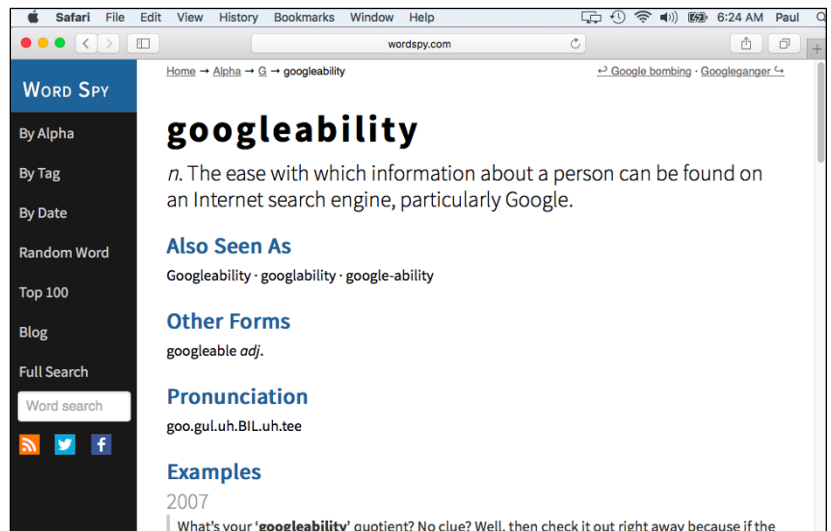 Safari File Edit View History Bookmarks Window Help 6:24 AM Paul
wordspy.com
WORD SPY
By Alpha
By Tag
By Date
Random Word
Top 100
Blog
Full Search
Word search
Home → Alpha → G → googleability ↩ Google bombing · Googleganger ↪
googleability
n. The ease with which information about a person can be found on
an Internet search engine, particularly Google.
Also Seen As
Googleability · googlability · google-ability
Other Forms
googleable adj.
Pronunciation
goo.gul.uh.BIL.uh.tee
Examples
2007
What's your 'googleability' quotient? No clue? Well, then check it out right away because if the